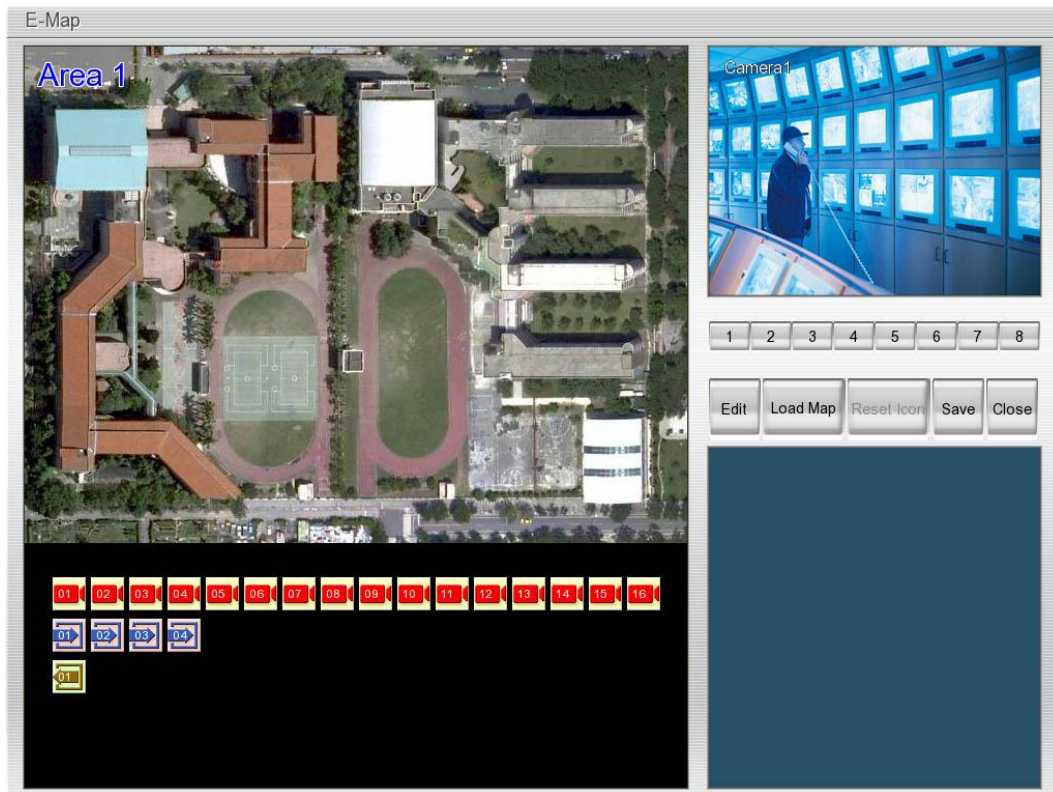 E-Map
Area 1
Camera1
1 2 3 4 5 6 7 8
Edit Load Map Reset Icon Save Close
01 02 03 04 05 06 07 08 09 10 11 12 13 14 15 16
01 02 03 04
01